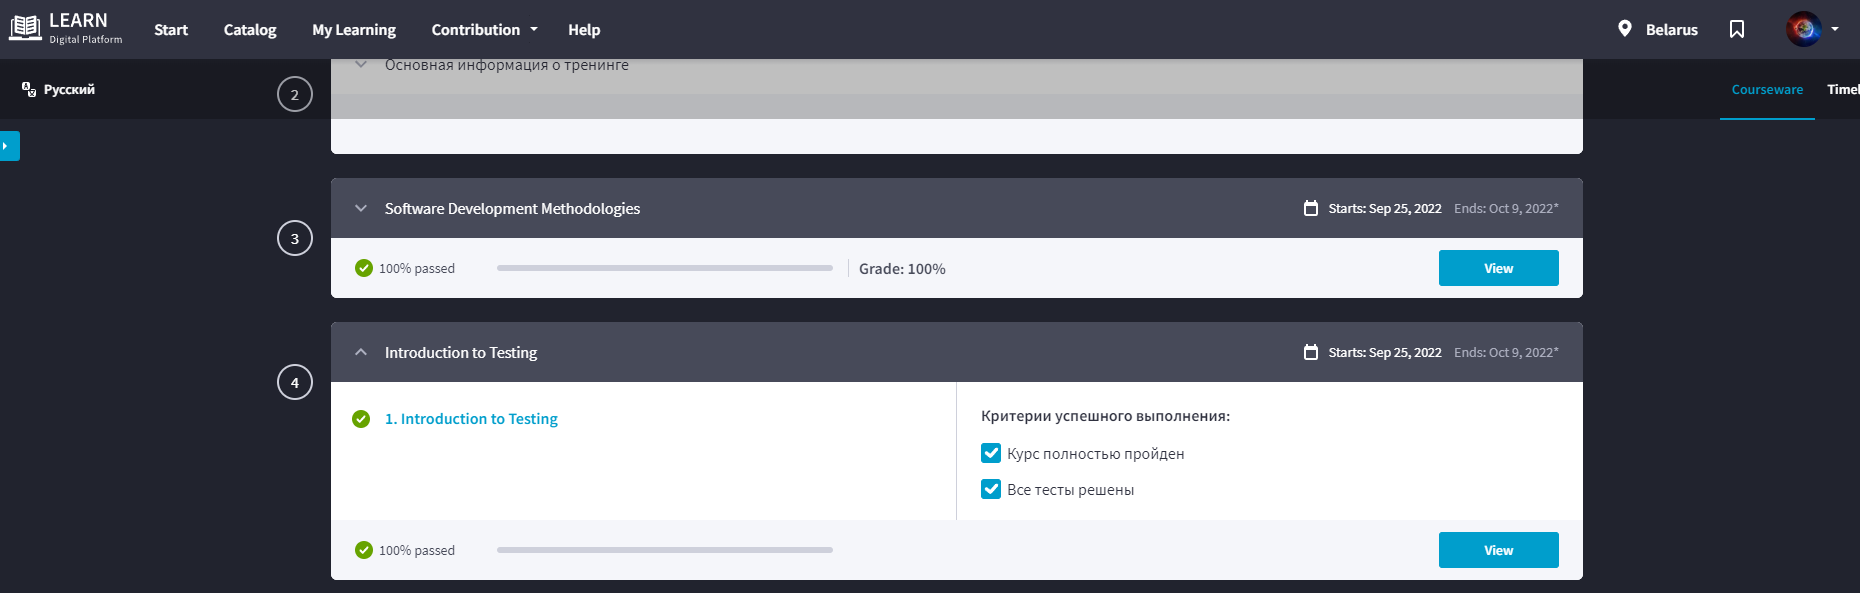 LEARN
Digital Platform
Start
Catalog
My Learning
Contribution
Help
Belarus
Русский
2
Основная информация о тренинге
Courseware
Timel
3
Software Development Methodologies
Starts: Sep 25, 2022
Ends: Oct 9, 2022*
100% passed
Grade: 100%
View
4
Introduction to Testing
Starts: Sep 25, 2022
Ends: Oct 9, 2022*
1. Introduction to Testing
Критерии успешного выполнения:
Курс полностью пройден
Все тесты решены
100% passed
View